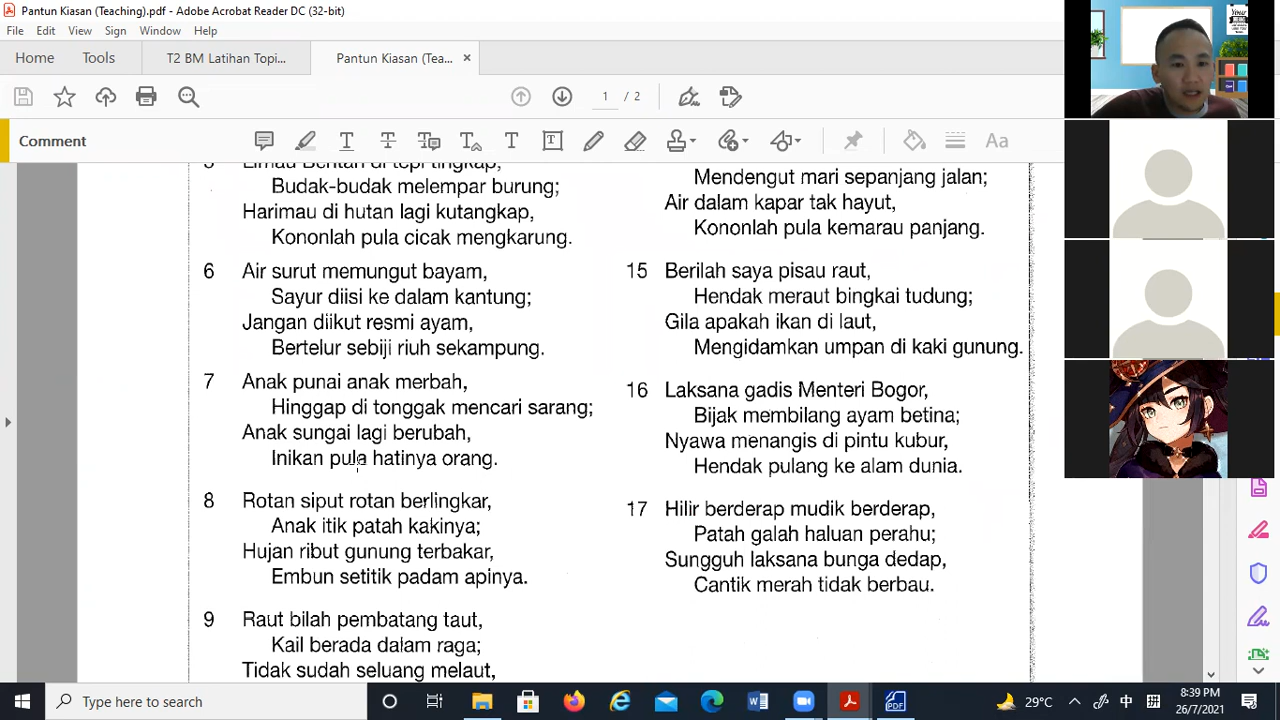 Pantun Kiasan (Teaching).pdf - Adobe Acrobat Reader DC (32-bit)
File Edit View Sign Window Help
Home Tools T2 BM Latihan Topi... Pantun Kiasan (Tea... ×
1 / 2
Comment
Aa
5 Limau Bentan di tepi tingkap,
Budak-budak melempar burung;
Harimau di hutan lagi kutangkap,
Kononlah pula cicak mengkarung.
6 Air surut memungut bayam,
Sayur diisi ke dalam kantung;
Jangan diikut resmi ayam,
Bertelur sebiji riuh sekampung.
7 Anak punai anak merbah,
Hinggap di tonggak mencari sarang;
Anak sungai lagi berubah,
Inikan pula hatinya orang.
8 Rotan siput rotan berlingkar,
Anak itik patah kakinya;
Hujan ribut gunung terbakar,
Embun setitik padam apinya.
9 Raut bilah pembatang taut,
Kail berada dalam raga;
Tidak sudah seluang melaut,
Mendengut mari sepanjang jalan;
Air dalam kapar tak hayut,
Kononlah pula kemarau panjang.
15 Berilah saya pisau raut,
Hendak meraut bingkai tudung;
Gila apakah ikan di laut,
Mengidamkan umpan di kaki gunung.
16 Laksana gadis Menteri Bogor,
Bijak membilang ayam betina;
Nyawa menangis di pintu kubur,
Hendak pulang ke alam dunia.
17 Hilir berderap mudik berderap,
Patah galah haluan perahu;
Sungguh laksana bunga dedap,
Cantik merah tidak berbau.
Type here to search
29°C
中 拼
8:39 PM
26/7/2021